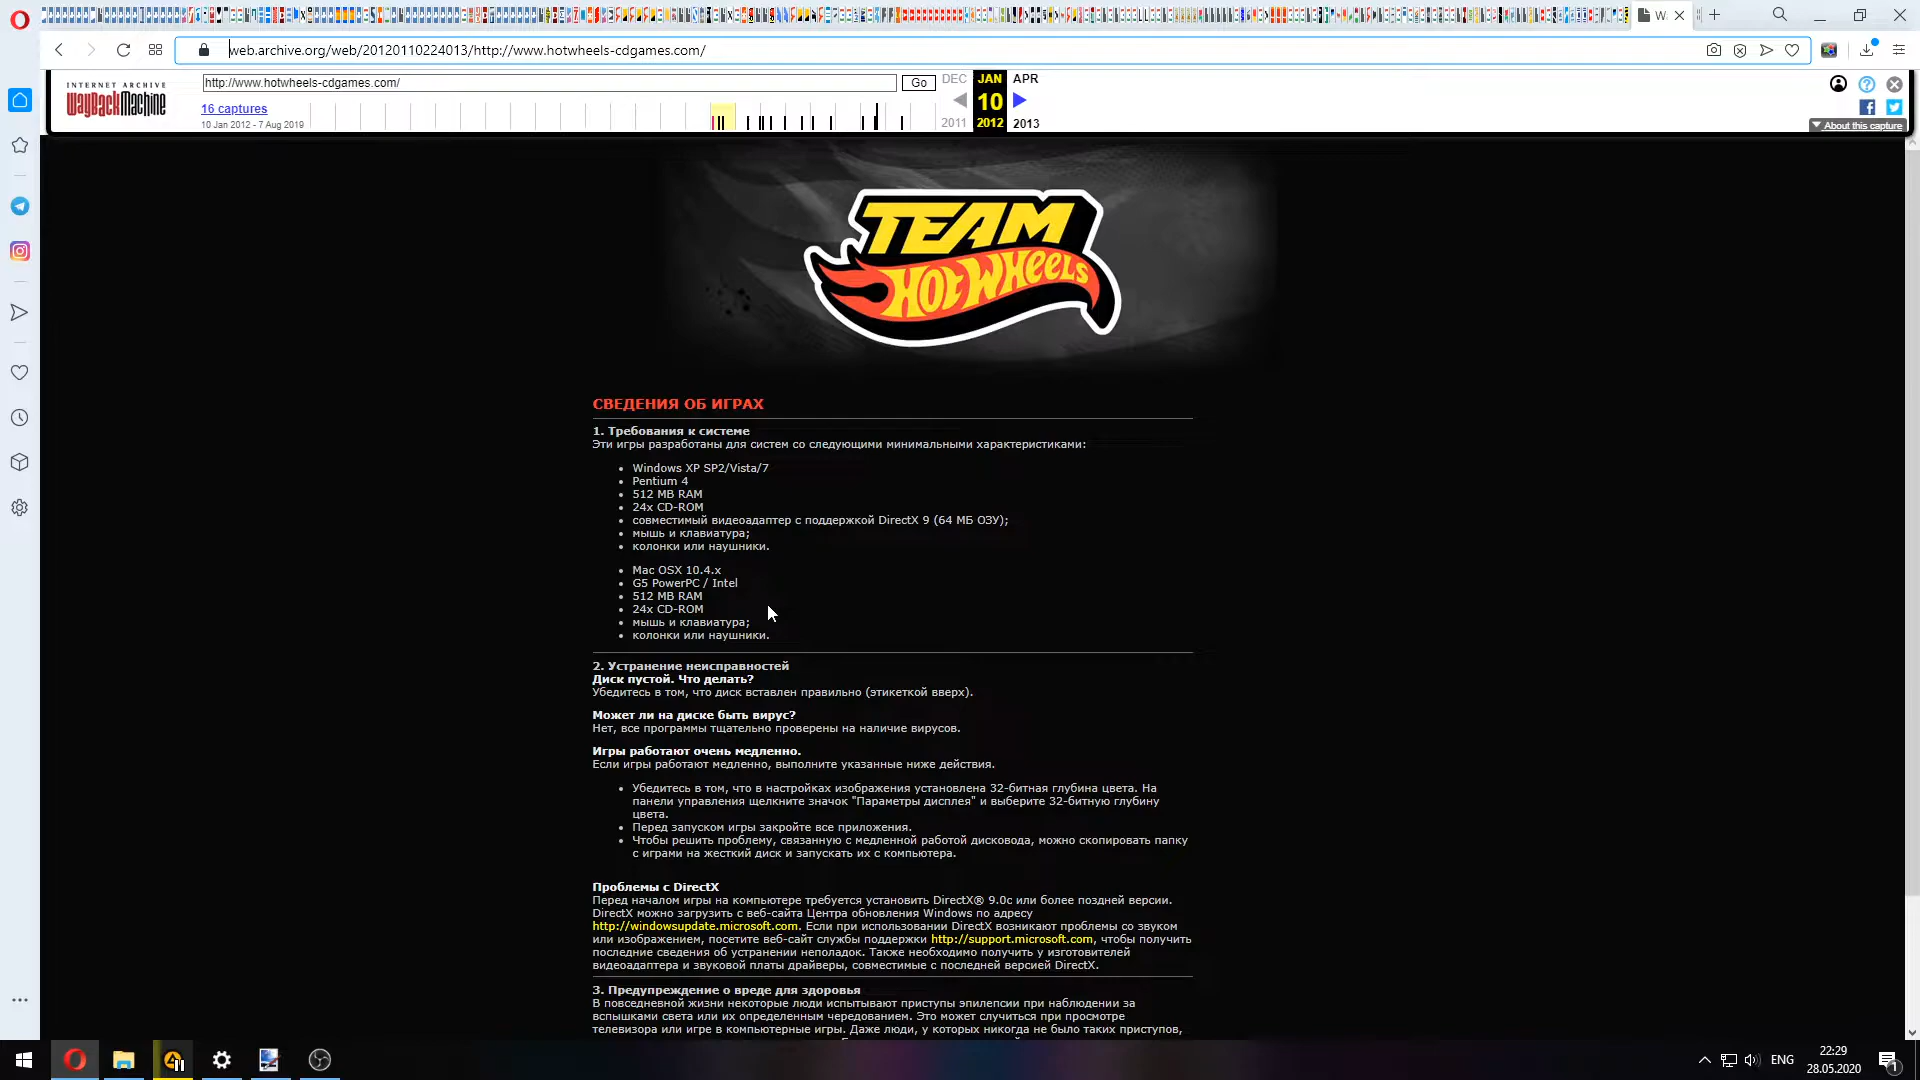 W
web.archive.org/web/20120110224013/http://www.hotwheels-cdgames.com/
INTERNET ARCHIVE
WayBackMachine
http://www.hotwheels-cdgames.com/
Go
DEC
JAN
APR
16 captures
10 Jan 2012 - 7 Aug 2019
10
2011
2012
2013
About this capture
TEAM
HOT WHEELS
СВЕДЕНИЯ ОБ ИГРАХ
1. Требования к системе
Эти игры разработаны для систем со следующими минимальными характеристиками:
Windows XP SP2/Vista/7
Pentium 4
512 MB RAM
24x CD-ROM
совместимый видеоадаптер с поддержкой DirectX 9 (64 МБ ОЗУ);
мышь и клавиатура;
колонки или наушники.
Mac OSX 10.4.x
G5 PowerPC / Intel
512 MB RAM
24x CD-ROM
мышь и клавиатура;
колонки или наушники.
2. Устранение неисправностей
Диск пустой. Что делать?
Убедитесь в том, что диск вставлен правильно (этикеткой вверх).
Может ли на диске быть вирус?
Нет, все программы тщательно проверены на наличие вирусов.
Игры работают очень медленно.
Если игры работают медленно, выполните указанные ниже действия.
Убедитесь в том, что в настройках изображения установлена 32-битная глубина цвета. На
панели управления щелкните значок "Параметры дисплея" и выберите 32-битную глубину
цвета.
Перед запуском игры закройте все приложения.
Чтобы решить проблему, связанную с медленной работой дисковода, можно скопировать папку
с играми на жесткий диск и запускать их с компьютера.
Проблемы с DirectX
Перед началом игры на компьютере требуется установить DirectX® 9.0c или более поздней версии.
DirectX можно загрузить с веб-сайта Центра обновления Windows по адресу
http://windowsupdate.microsoft.com. Если при использовании DirectX возникают проблемы со звуком
или изображением, посетите веб-сайт службы поддержки http://support.microsoft.com, чтобы получить
последние сведения об устранении неполадок. Также необходимо получить у изготовителей
видеоадаптера и звуковой платы драйверы, совместимые с последней версией DirectX.
3. Предупреждение о вреде для здоровья
В повседневной жизни некоторые люди испытывают приступы эпилепсии при наблюдении за
вспышками света или их определенным чередованием. Это может случиться при просмотре
телевизора или игре в компьютерные игры. Даже люди, у которых никогда не было таких приступов,
ENG
22:29
28.05.2020
1